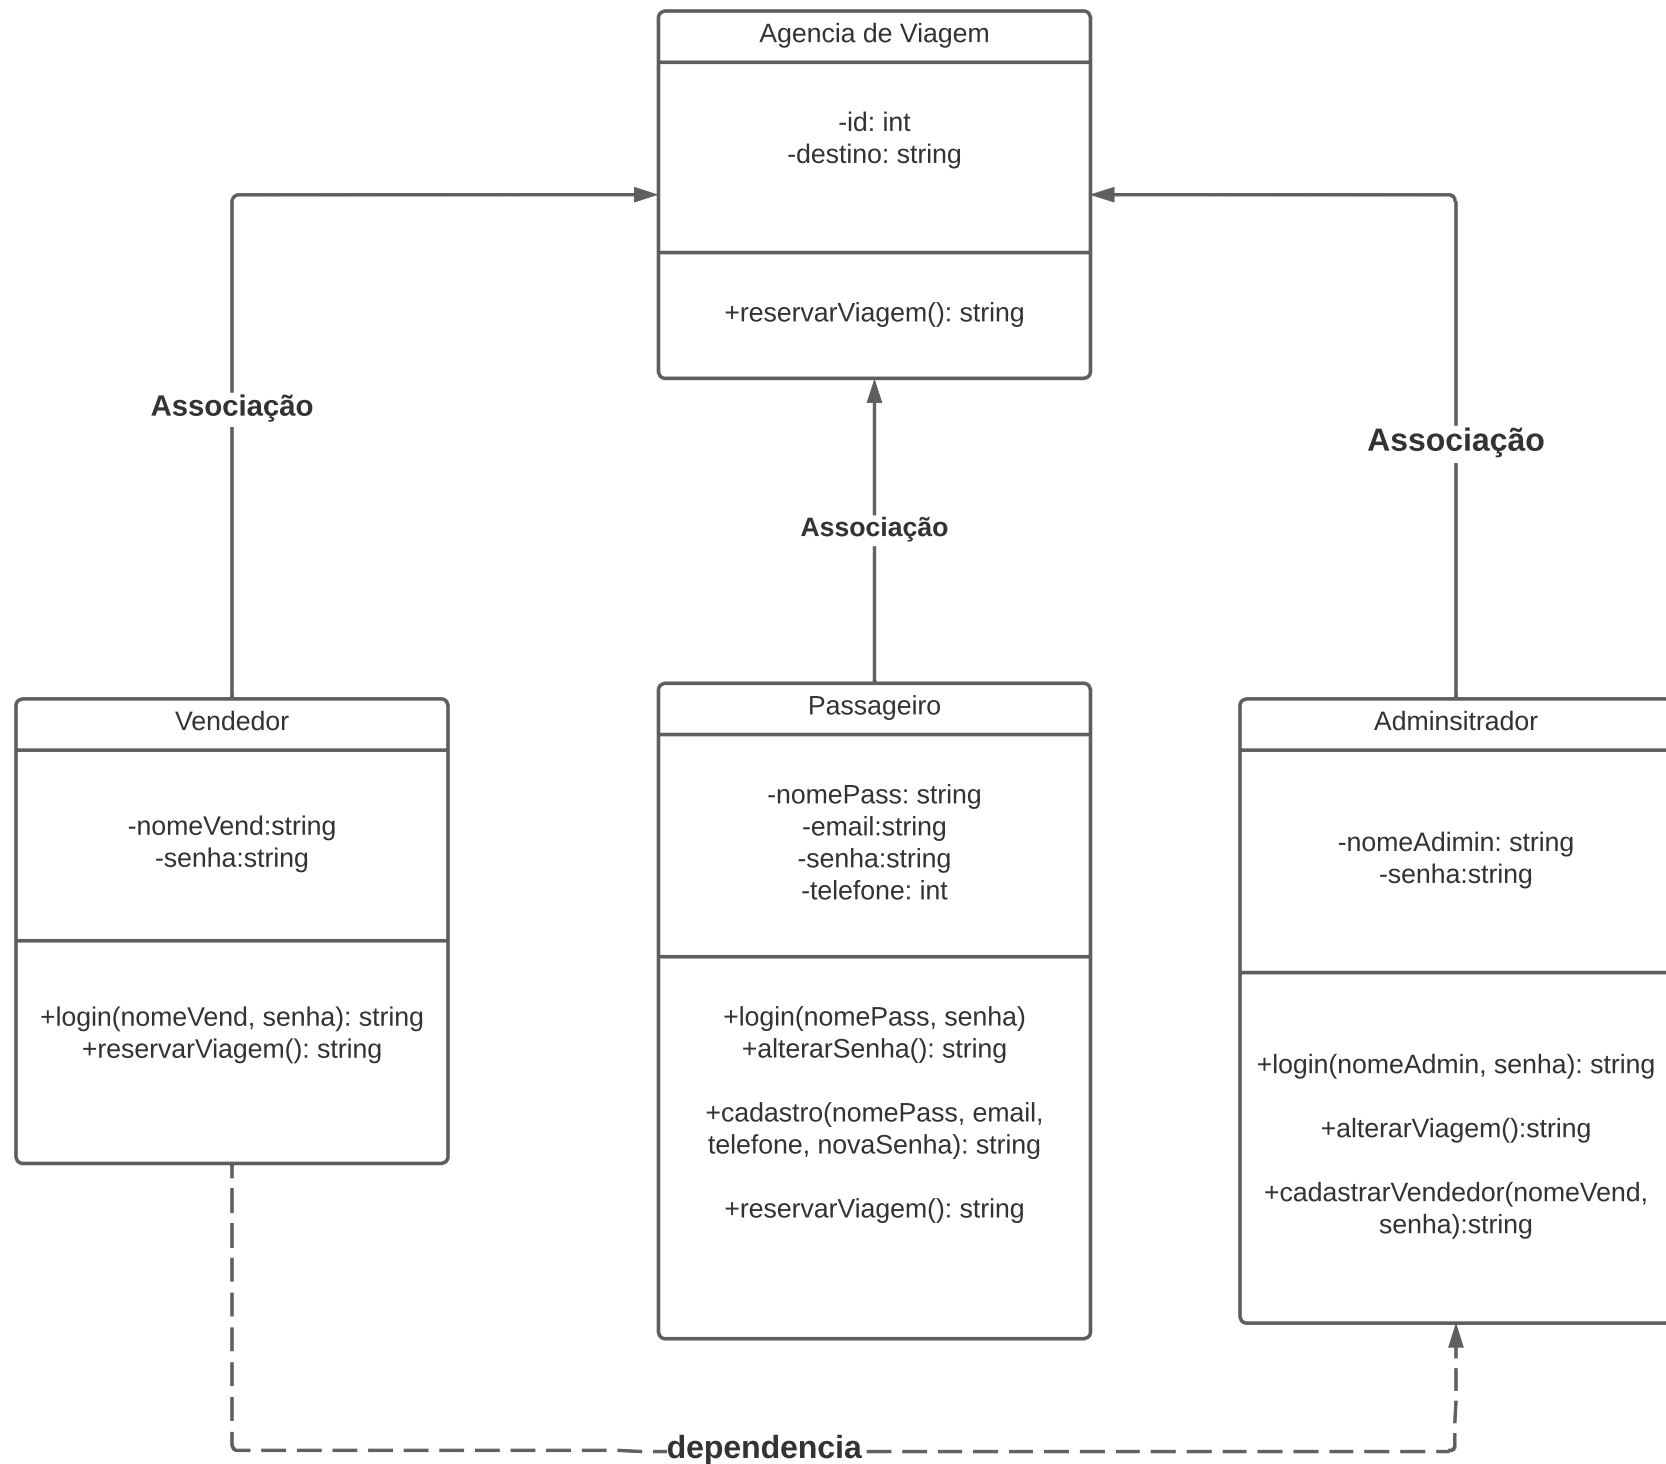 Agencia de Viagem
-id: int
-destino: string
+reservarViagem(): string
Associação
Associação
Associação
Vendedor
-nomeVend:string
-senha:string
+login(nomeVend, senha): string
+reservarViagem(): string
Passageiro
-nomePass: string
-email:string
-senha:string
-telefone: int
+login(nomePass, senha)
+alterarSenha(): string
+cadastro(nomePass, email,
telefone, novaSenha): string
+reservarViagem(): string
Adminsitrador
-nomeAdimin: string
-senha:string
+login(nomeAdmin, senha): string
+alterarViagem():string
+cadastrarVendedor(nomeVend,
senha):string
dependencia